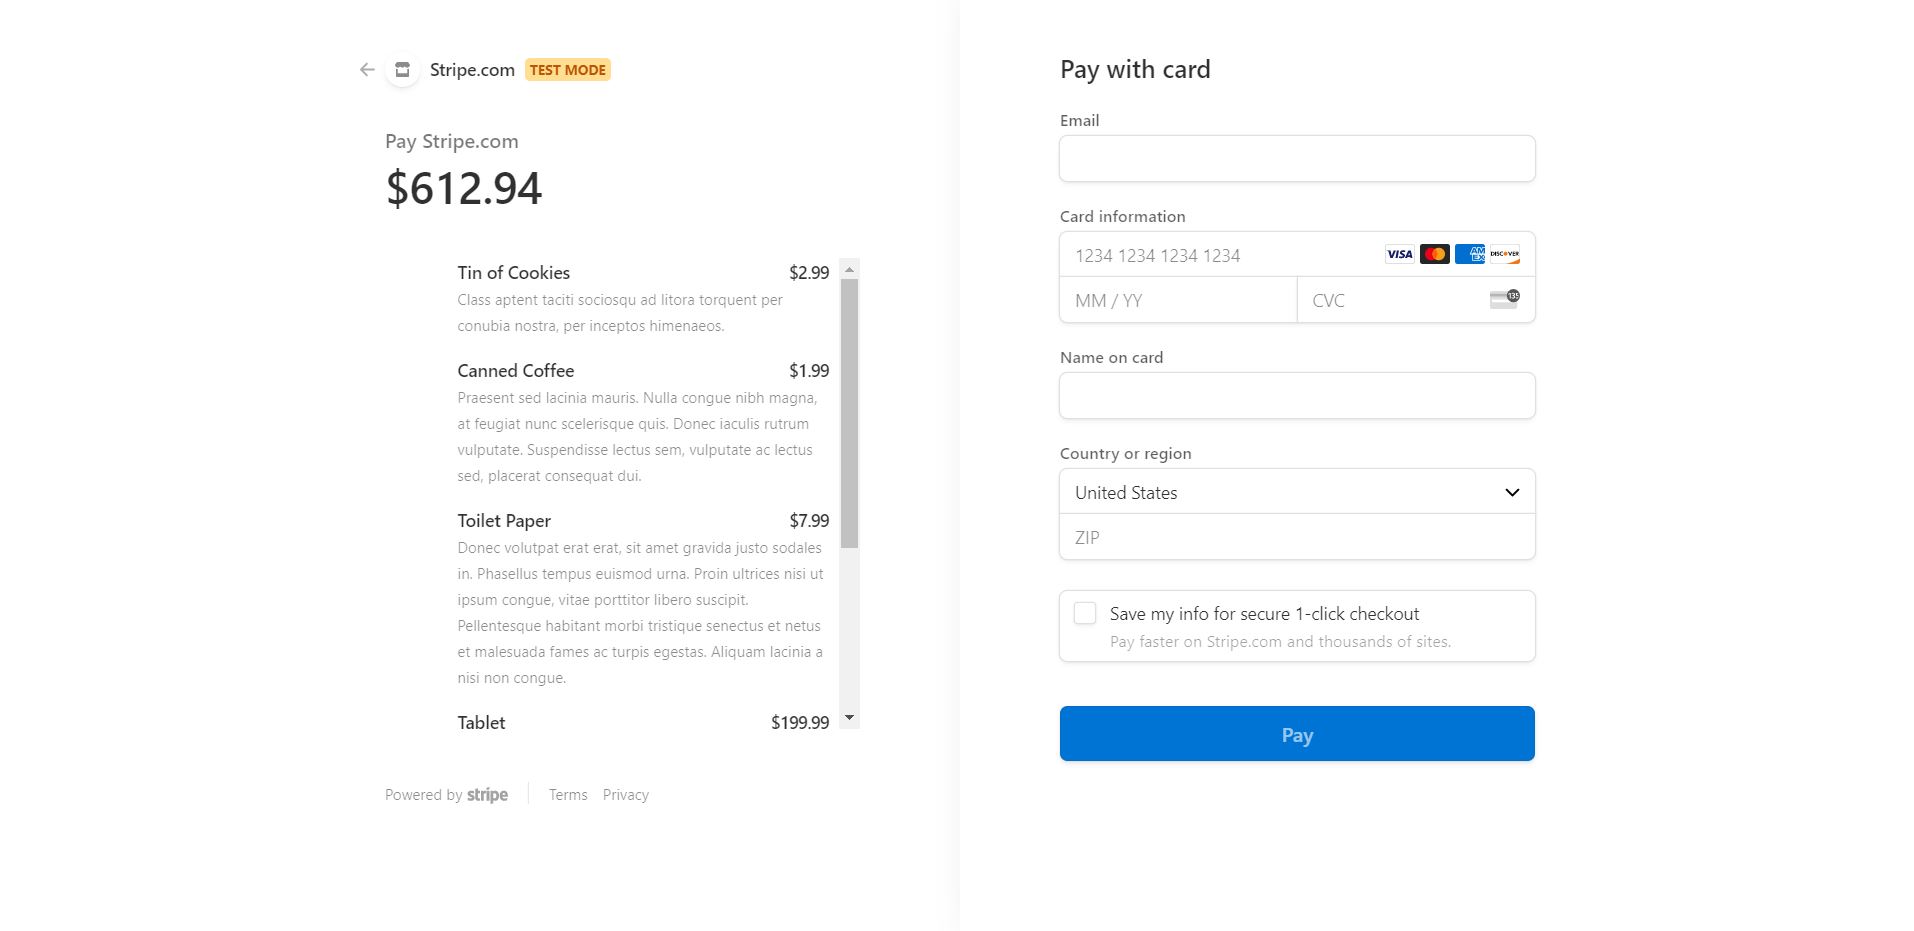 Stripe.com TEST MODE
Pay Stripe.com
$612.94
Tin of Cookies $2.99
Class aptent taciti sociosqu ad litora torquent per
conubia nostra, per inceptos himenaeos.
Canned Coffee $1.99
Praesent sed lacinia mauris. Nulla congue nibh magna,
at feugiat nunc scelerisque quis. Donec iaculis rutrum
vulputate. Suspendisse lectus sem, vulputate ac lectus
sed, placerat consequat dui.
Toilet Paper $7.99
Donec volutpat erat erat, sit amet gravida justo sodales
in. Phasellus tempus euismod urna. Proin ultrices nisi ut
ipsum congue, vitae porttitor libero suscipit.
Pellentesque habitant morbi tristique senectus et netus
et malesuada fames ac turpis egestas. Aliquam lacinia a
nisi non congue.
Tablet $199.99
Powered by stripe Terms Privacy
Pay with card
Email
Card information
1234 1234 1234 1234 VISA AMEX DISCOVER
MM / YY CVC 135
Name on card
Country or region
United States
ZIP
Save my info for secure 1-click checkout
Pay faster on Stripe.com and thousands of sites.
Pay